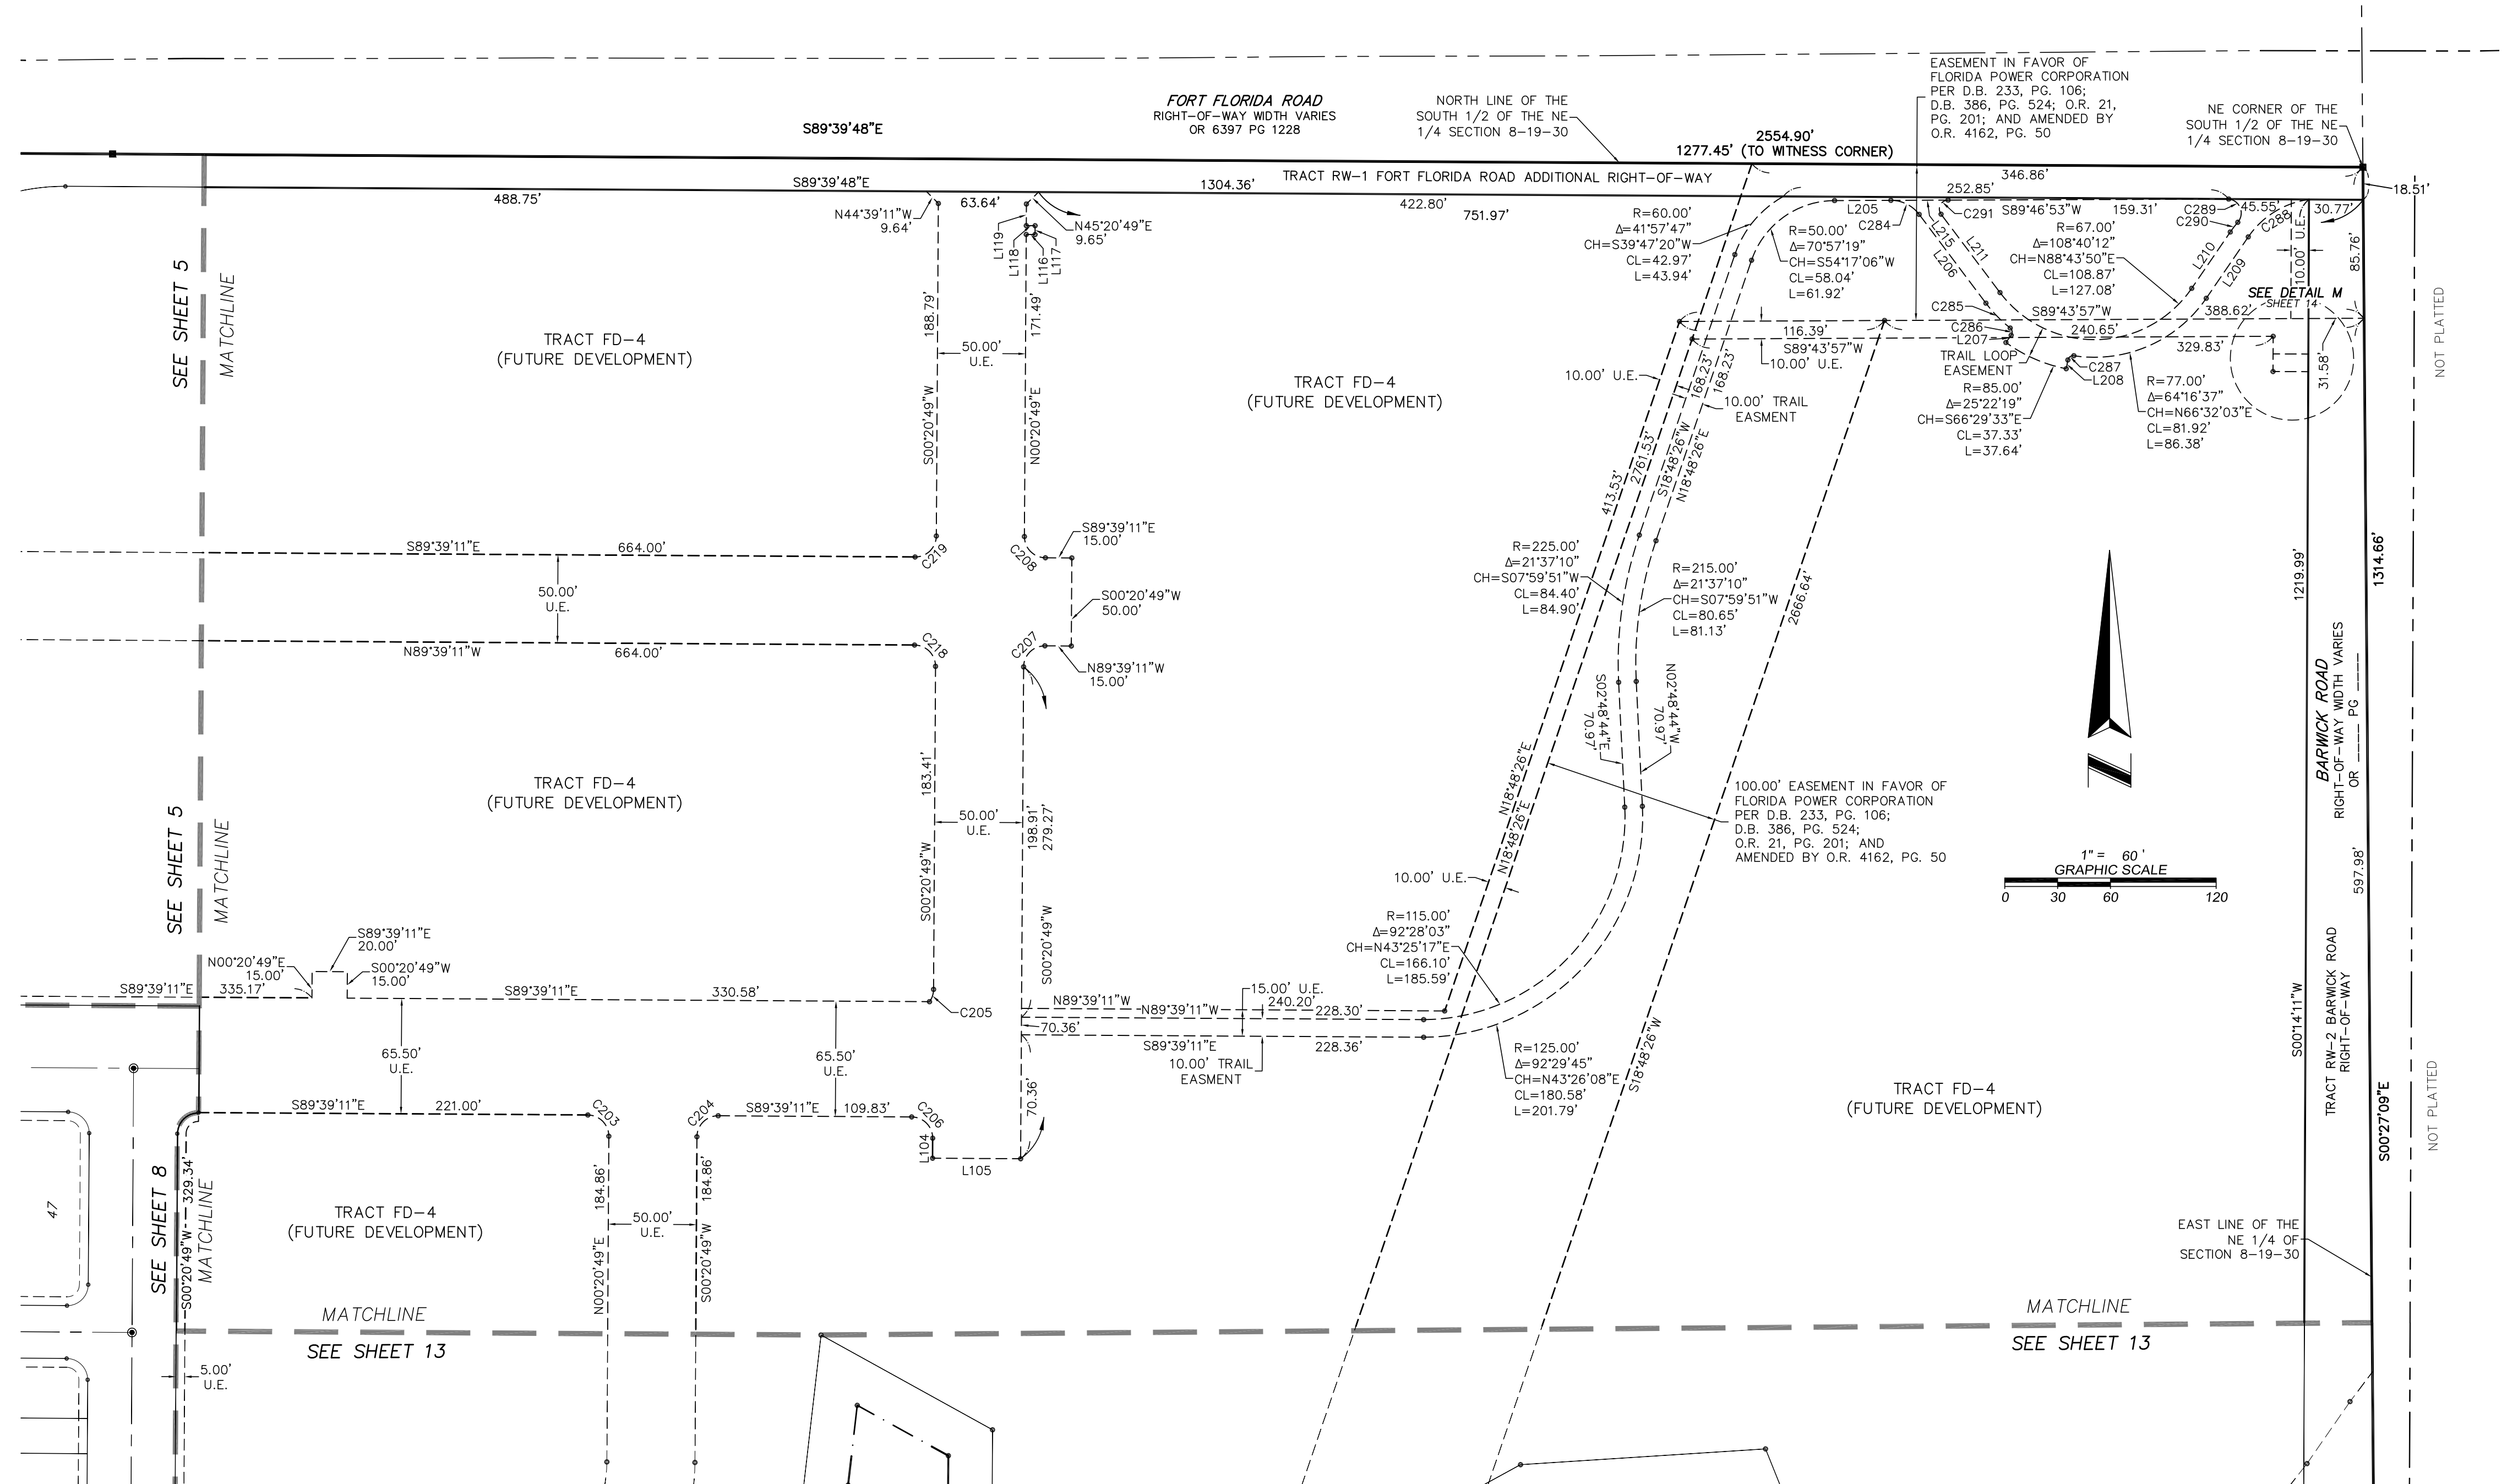 EASEMENT IN FAVOR OF
FLORIDA POWER CORPORATION
PER D.B. 233, PG. 106;
D.B. 386, PG. 524; O.R. 21,
PG. 201; AND AMENDED BY
O.R. 4162, PG. 50
FORT FLORIDA ROAD
RIGHT-OF-WAY WIDTH VARIES
OR 6397 PG 1228
NORTH LINE OF THE
SOUTH 1/2 OF THE NE
1/4 SECTION 8-19-30
NE CORNER OF THE
SOUTH 1/2 OF THE NE
1/4 SECTION 8-19-30
S89°39'48"E
2554.90'
1277.45' (TO WITNESS CORNER)
TRACT RW-1 FORT FLORIDA ROAD ADDITIONAL RIGHT-OF-WAY
346.86'
18.51'
488.75'
S89°39'48"E
1304.36'
63.64'
422.80'
751.97'
252.85'
N44°39'11"W
9.64'
N45°20'49"E
9.65'
L119
L118
L116
L117
R=60.00'
Δ=41°57'47"
CH=S39°47'20"W
CL=42.97'
L=43.94'
R=50.00'
Δ=70°57'19"
CH=S54°17'06"W
CL=58.04'
L=61.92'
L205
C284
C291
S89°46'53"W
159.31'
C289
C290
45.55'
C288
30.77'
L215
L206
L211
R=67.00'
Δ=108°40'12"
CH=N88°43'50"E
CL=108.87'
L=127.08'
L210
L209
10.00' U.E.
85.76'
SEE DETAIL M
SHEET 14
S89°43'57"W
388.62'
C285
C286
L207
240.65'
329.83'
31.58'
TRAIL LOOP
EASEMENT
C287
L208
R=85.00'
Δ=25°22'19"
CH=S66°29'33"E
CL=37.33'
L=37.64'
R=77.00'
Δ=64°16'37"
CH=N66°32'03"E
CL=81.92'
L=86.38'
116.39'
S89°43'57"W
10.00' U.E.
10.00' U.E.
10.00' TRAIL
EASMENT
168.23'
168.23'
S18°48'26"W
N18°48'26"E
2761.53'
413.53'
SEE SHEET 5
MATCHLINE
TRACT FD-4
(FUTURE DEVELOPMENT)
188.79'
S00°20'49"W
50.00'
U.E.
171.49'
N00°20'49"E
TRACT FD-4
(FUTURE DEVELOPMENT)
NOT PLATTED
S89°39'11"E
664.00'
C219
C208
S89°39'11"E
15.00'
50.00'
U.E.
S00°20'49"W
50.00'
N89°39'11"W
664.00'
C218
C207
N89°39'11"W
15.00'
R=225.00'
Δ=21°37'10"
CH=S07°59'51"W
CL=84.40'
L=84.90'
R=215.00'
Δ=21°37'10"
CH=S07°59'51"W
CL=80.65'
L=81.13'
2666.64'
1219.99'
1314.66'
S02°48'44"E
70.97'
N02°48'44"W
70.97'
BARWICK ROAD
RIGHT-OF-WAY WIDTH VARIES
OR _____ PG ____
SEE SHEET 5
MATCHLINE
TRACT FD-4
(FUTURE DEVELOPMENT)
183.41'
S00°20'49"W
50.00'
U.E.
198.91'
279.27'
S00°20'49"W
N18°48'26"E
N18°48'26"E
10.00' U.E.
100.00' EASEMENT IN FAVOR OF
FLORIDA POWER CORPORATION
PER D.B. 233, PG. 106;
D.B. 386, PG. 524;
O.R. 21, PG. 201; AND
AMENDED BY O.R. 4162, PG. 50
1"= 60'
GRAPHIC SCALE
0 30 60 120
597.98'
R=115.00'
Δ=92°28'03"
CH=N43°25'17"E
CL=166.10'
L=185.59'
S89°39'11"E
20.00'
N00°20'49"E
15.00'
S00°20'49"W
15.00'
S89°39'11"E
335.17'
S89°39'11"E
330.58'
C205
15.00' U.E.
N89°39'11"W
240.20'
N89°39'11"W
228.30'
70.36'
S89°39'11"E
228.36'
10.00' TRAIL
EASMENT
65.50'
U.E.
65.50'
U.E.
R=125.00'
Δ=92°29'45"
CH=N43°26'08"E
CL=180.58'
L=201.79'
S18°48'26"W
S00°14'11"W
TRACT RW-2 BARWICK ROAD
RIGHT-OF-WAY
S00°27'09"E
NOT PLATTED
TRACT FD-4
(FUTURE DEVELOPMENT)
S89°39'11"E
221.00'
C203
C204
S89°39'11"E
109.83'
C206
L104
L105
70.36'
47
SEE SHEET 8
S00°20'49"W
329.34'
MATCHLINE
TRACT FD-4
(FUTURE DEVELOPMENT)
184.86'
N00°20'49"E
50.00'
U.E.
184.86'
S00°20'49"W
EAST LINE OF THE
NE 1/4 OF
SECTION 8-19-30
MATCHLINE
SEE SHEET 13
MATCHLINE
SEE SHEET 13
5.00'
U.E.